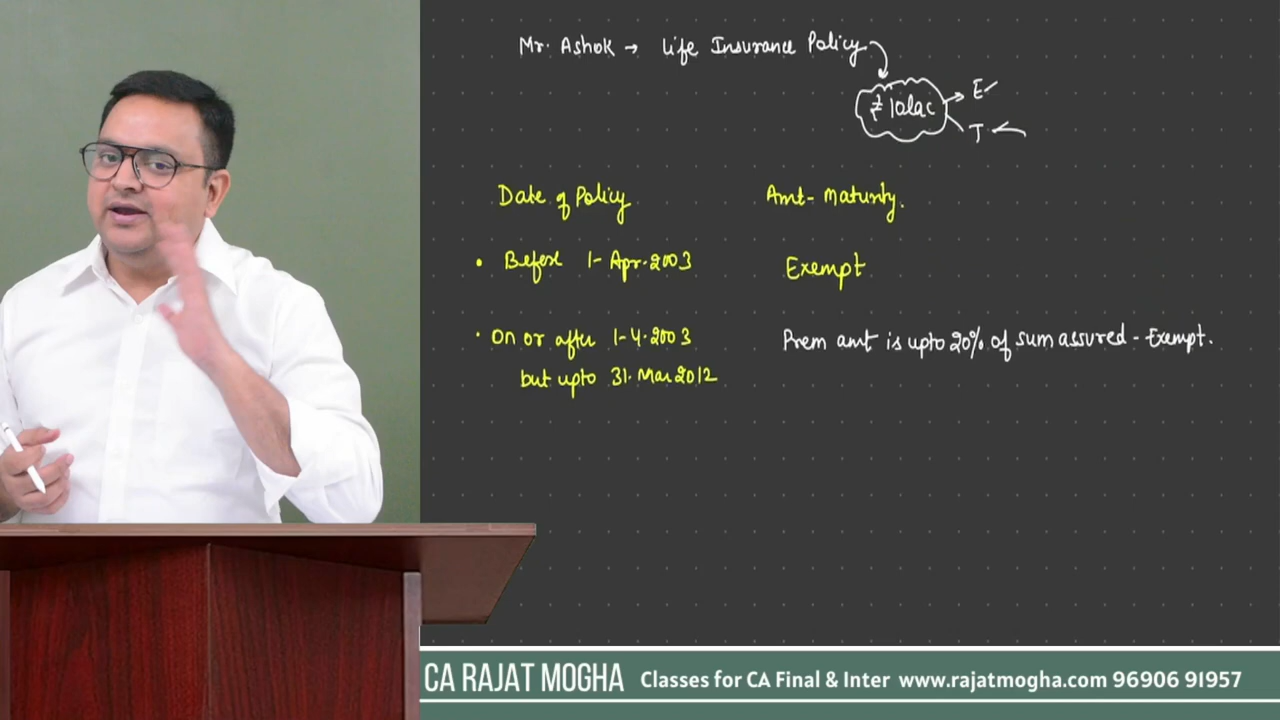 Mr. Ashok → Life Insurance Policy
₹ 10lac
E
T
Date of Policy Amt- Maturity.
• Before 1-Apr-2003 Exempt
• On or after 1-4-2003 Prem amt is upto 20% of sum assured - Exempt.
but upto 31-Mar 2012
CA RAJAT MOGHA Classes for CA Final & Inter www.rajatmogha.com 96906 91957